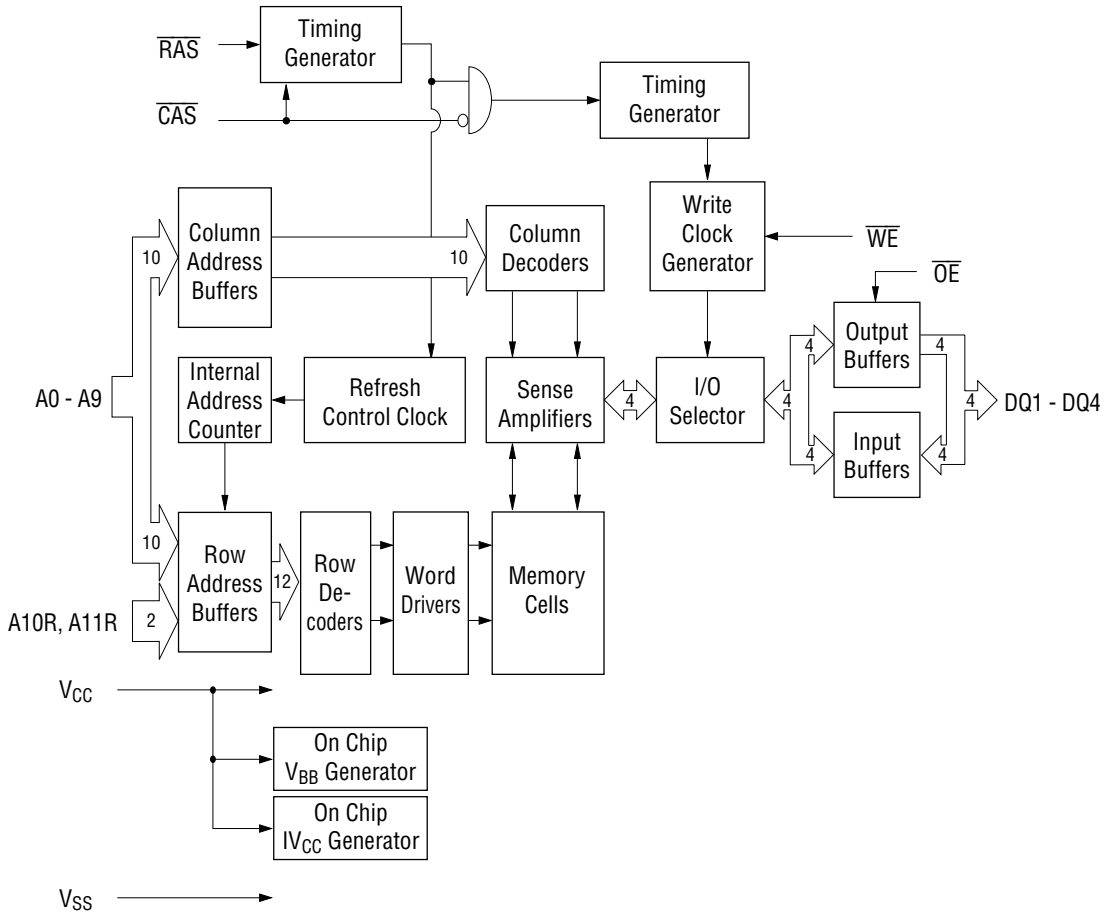 RAS
Timing
Generator
CAS
Timing
Generator
Column
Address
Buffers
10
10
Column
Decoders
Write
Clock
Generator
WE
OE
Output
Buffers
4
4
Internal
Address
Counter
Refresh
Control Clock
Sense
Amplifiers
4
I/O
Selector
4
A0 - A9
4
DQ1 - DQ4
Input
Buffers
4
4
10
Row
Address
Buffers
12
Row
De-
coders
Word
Drivers
Memory
Cells
A10R, A11R
2
VCC
On Chip
VBB Generator
On Chip
IVCC Generator
VSS